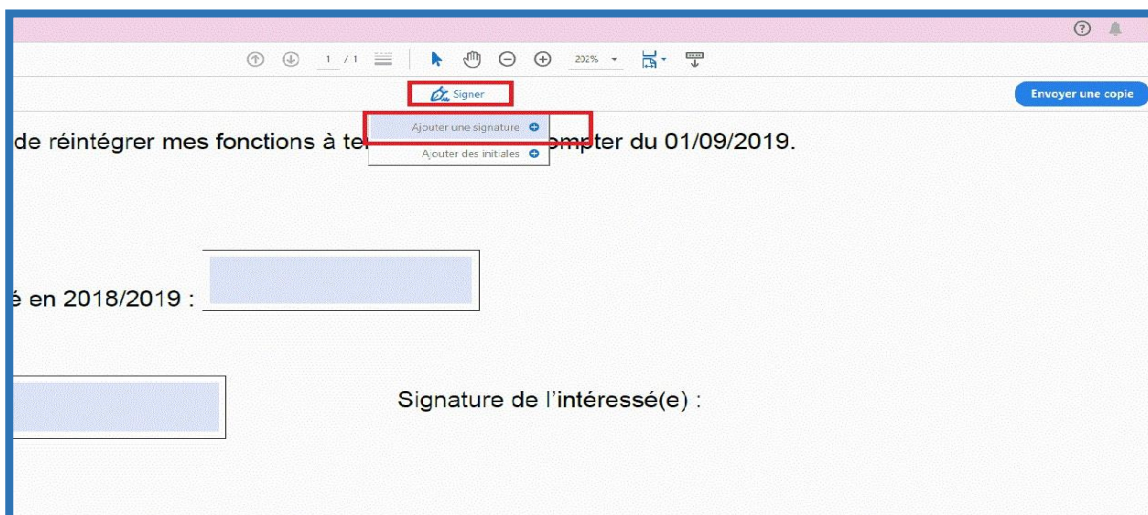 1 / 1
202%
Signer
Envoyer une copie
Ajouter une signature
de réintégrer mes fonctions à te ompter du 01/09/2019.
Ajouter des initiales
é en 2018/2019 :
Signature de l'intéressé(e) :